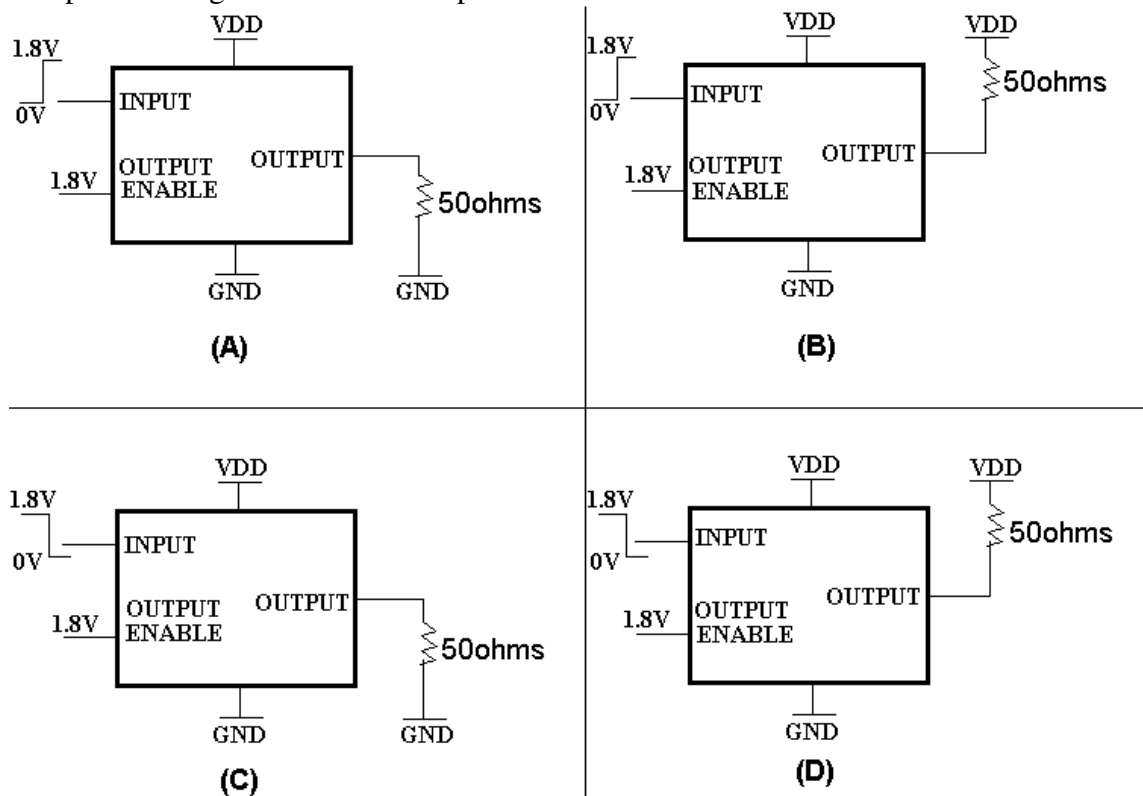 VDD
1.8V
0V
INPUT
OUTPUT
ENABLE
1.8V
OUTPUT
50ohms
GND
GND
(A)
VDD
VDD
1.8V
0V
INPUT
50ohms
OUTPUT
ENABLE
1.8V
OUTPUT
GND
(B)
VDD
1.8V
0V
INPUT
OUTPUT
ENABLE
1.8V
OUTPUT
50ohms
GND
GND
(C)
VDD
VDD
1.8V
0V
INPUT
50ohms
OUTPUT
ENABLE
1.8V
OUTPUT
GND
(D)